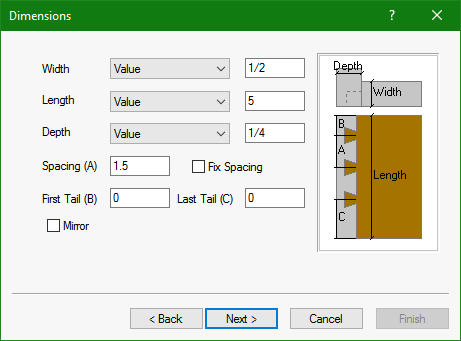 Dimensions ?
Width Value 1/2
Length Value 5
Depth Value 1/4
Spacing (A) 1.5 Fix Spacing
First Tail (B) 0 Last Tail (C) 0
Mirror
Depth
Width
B
A
Length
C
< Back Next > Cancel Finish